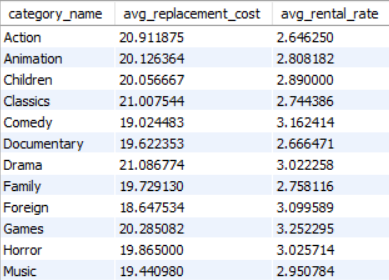 category_name avg_replacement_cost avg_rental_rate
Action 20.911875 2.646250
Animation 20.126364 2.808182
Children 20.056667 2.890000
Classics 21.007544 2.744386
Comedy 19.024483 3.162414
Documentary 19.622353 2.666471
Drama 21.086774 3.022258
Family 19.729130 2.758116
Foreign 18.647534 3.099589
Games 20.285082 3.252295
Horror 19.865000 3.025714
Music 19.440980 2.950784